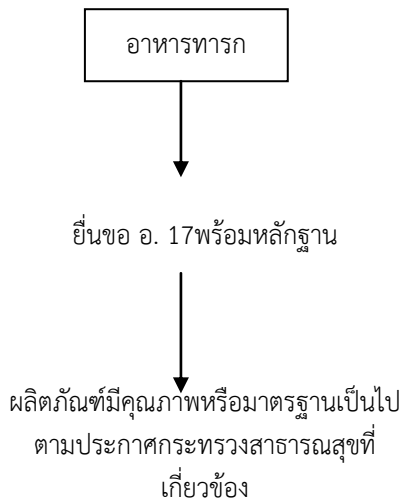 อาหารทารก
ยื่นขอ อ. 17พร้อมหลักฐาน
ผลิตภัณฑ์มีคุณภาพหรือมาตรฐานเป็นไป
ตามประกาศกระทรวงสาธารณสุขที่
เกี่ยวข้อง